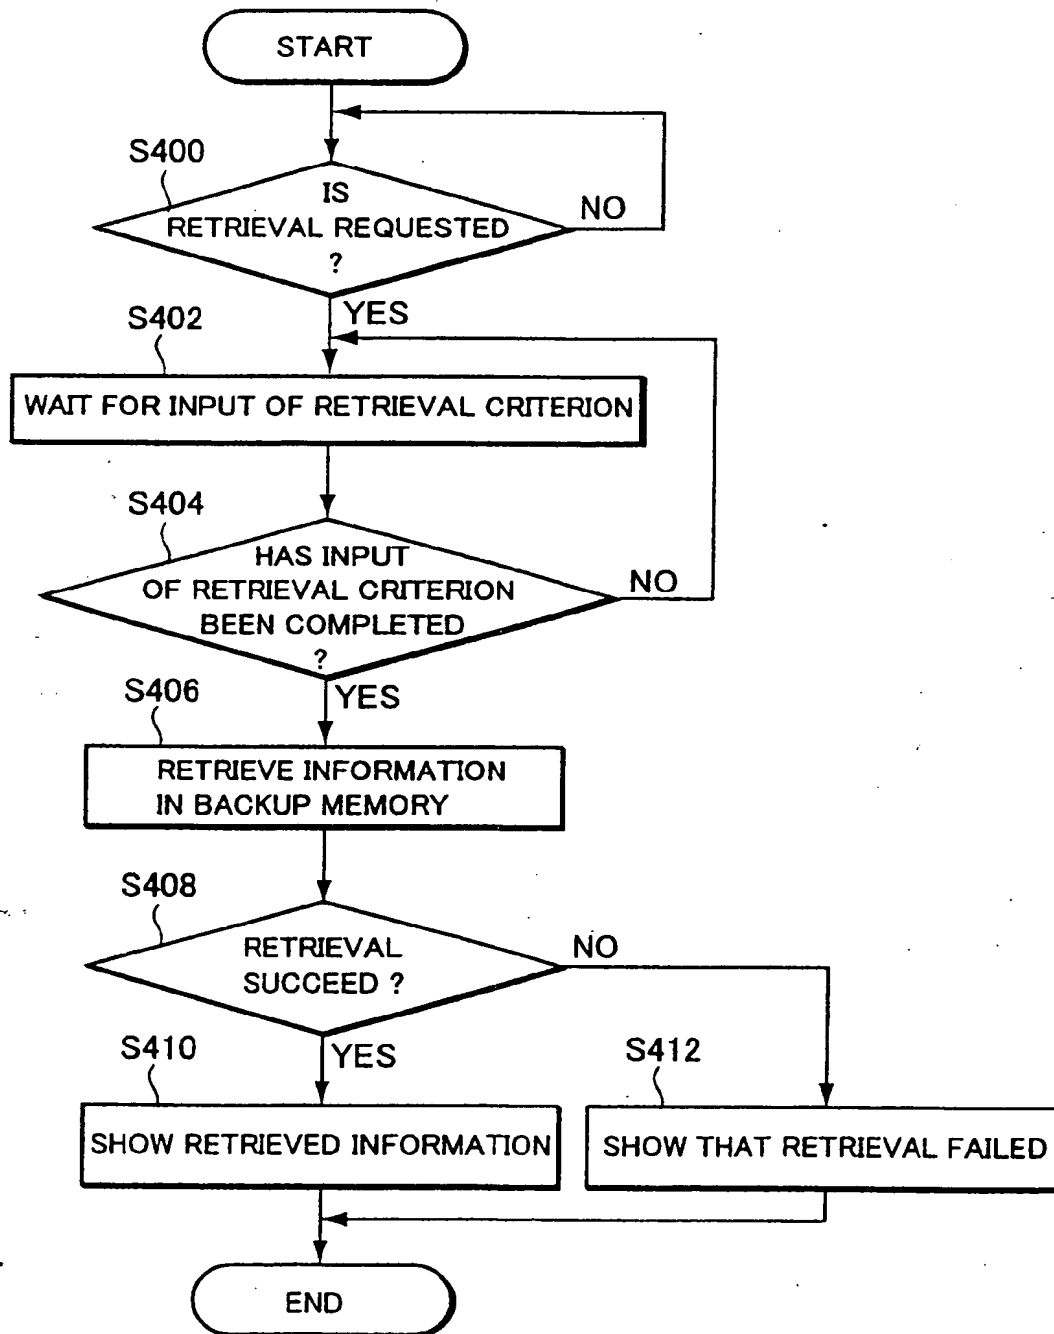 START
S400
IS
RETRIEVAL REQUESTED
?
NO
YES
S402
WAIT FOR INPUT OF RETRIEVAL CRITERION
S404
HAS INPUT
OF RETRIEVAL CRITERION
BEEN COMPLETED
?
NO
YES
S406
RETRIEVE INFORMATION
IN BACKUP MEMORY
S408
RETRIEVAL
SUCCEED ?
NO
YES
S410
S412
SHOW RETRIEVED INFORMATION
SHOW THAT RETRIEVAL FAILED
END